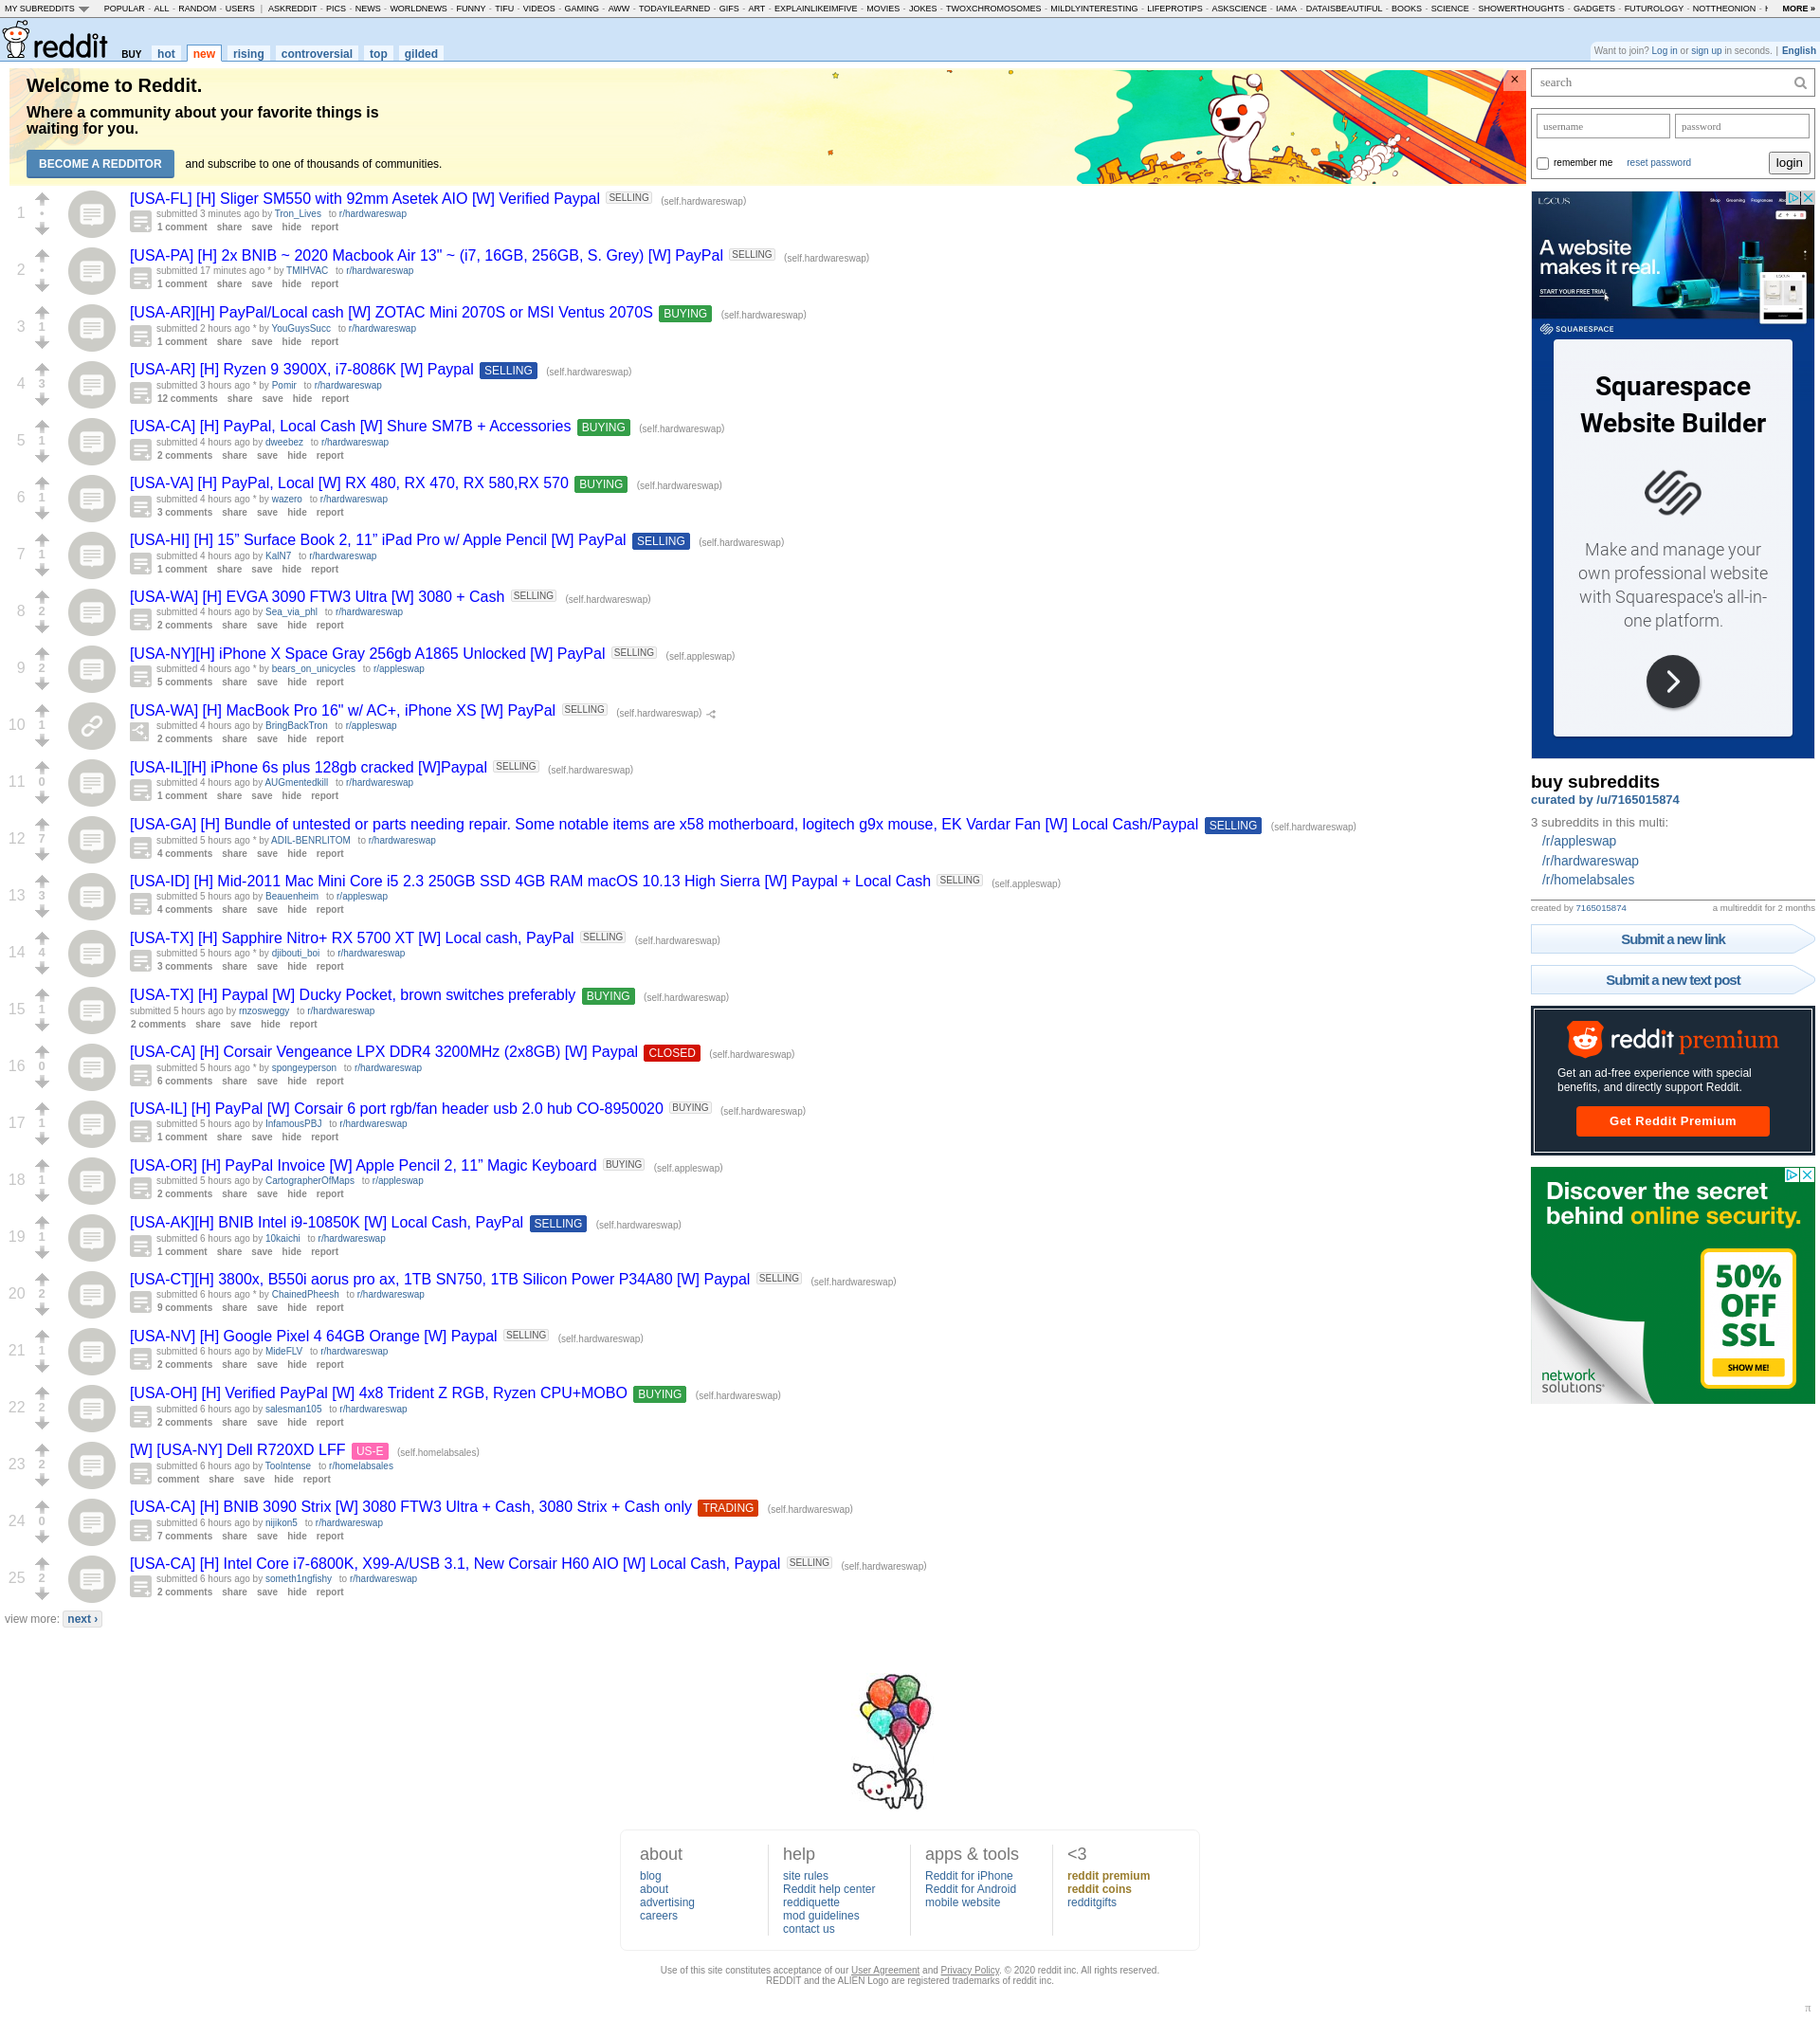 MY SUBREDDITS POPULAR - ALL - RANDOM - USERS | ASKREDDIT - PICS - NEWS - WORLDNEWS - FUNNY - TIFU - VIDEOS - GAMING - AWW - TODAYILEARNED - GIFS - ART - EXPLAINLIKEIMFIVE - MOVIES - JOKES - TWOXCHROMOSOMES - MILDLYINTERESTING - LIFEPROTIPS - ASKSCIENCE - IAMA - DATAISBEAUTIFUL - BOOKS - SCIENCE - SHOWERTHOUGHTS - GADGETS - FUTUROLOGY - NOTTHEONION - MORE »
reddit BUY hot new rising controversial top gilded
Want to join? Log in or sign up in seconds. | English
Welcome to Reddit.
Where a community about your favorite things is
waiting for you.
BECOME A REDDITOR and subscribe to one of thousands of communities.
1
[USA-FL] [H] Sliger SM550 with 92mm Asetek AIO [W] Verified Paypal SELLING (self.hardwareswap)
submitted 3 minutes ago by Tron_Lives to r/hardwareswap
1 comment share save hide report
2
[USA-PA] [H] 2x BNIB ~ 2020 Macbook Air 13" ~ (i7, 16GB, 256GB, S. Grey) [W] PayPal SELLING (self.hardwareswap)
submitted 17 minutes ago * by TMIHVAC to r/hardwareswap
1 comment share save hide report
3 1
[USA-AR][H] PayPal/Local cash [W] ZOTAC Mini 2070S or MSI Ventus 2070S BUYING (self.hardwareswap)
submitted 2 hours ago * by YouGuysSucc to r/hardwareswap
1 comment share save hide report
4 3
[USA-AR] [H] Ryzen 9 3900X, i7-8086K [W] Paypal SELLING (self.hardwareswap)
submitted 3 hours ago * by Pomir to r/hardwareswap
12 comments share save hide report
5 1
[USA-CA] [H] PayPal, Local Cash [W] Shure SM7B + Accessories BUYING (self.hardwareswap)
submitted 4 hours ago by dweebez to r/hardwareswap
2 comments share save hide report
6 1
[USA-VA] [H] PayPal, Local [W] RX 480, RX 470, RX 580,RX 570 BUYING (self.hardwareswap)
submitted 4 hours ago * by wazero to r/hardwareswap
3 comments share save hide report
7 1
[USA-HI] [H] 15” Surface Book 2, 11” iPad Pro w/ Apple Pencil [W] PayPal SELLING (self.hardwareswap)
submitted 4 hours ago by KalN7 to r/hardwareswap
1 comment share save hide report
8 2
[USA-WA] [H] EVGA 3090 FTW3 Ultra [W] 3080 + Cash SELLING (self.hardwareswap)
submitted 4 hours ago by Sea_via_phl to r/hardwareswap
2 comments share save hide report
9 2
[USA-NY][H] iPhone X Space Gray 256gb A1865 Unlocked [W] PayPal SELLING (self.appleswap)
submitted 4 hours ago * by bears_on_unicycles to r/appleswap
5 comments share save hide report
10 1
[USA-WA] [H] MacBook Pro 16" w/ AC+, iPhone XS [W] PayPal SELLING (self.hardwareswap)
submitted 4 hours ago by BringBackTron to r/appleswap
2 comments share save hide report
11 0
[USA-IL][H] iPhone 6s plus 128gb cracked [W]Paypal SELLING (self.hardwareswap)
submitted 4 hours ago by AUGmentedkill to r/hardwareswap
1 comment share save hide report
12 7
[USA-GA] [H] Bundle of untested or parts needing repair. Some notable items are x58 motherboard, logitech g9x mouse, EK Vardar Fan [W] Local Cash/Paypal SELLING (self.hardwareswap)
submitted 5 hours ago * by ADIL-BENRLITOM to r/hardwareswap
4 comments share save hide report
13 3
[USA-ID] [H] Mid-2011 Mac Mini Core i5 2.3 250GB SSD 4GB RAM macOS 10.13 High Sierra [W] Paypal + Local Cash SELLING (self.appleswap)
submitted 5 hours ago by Beauenheim to r/appleswap
4 comments share save hide report
14 4
[USA-TX] [H] Sapphire Nitro+ RX 5700 XT [W] Local cash, PayPal SELLING (self.hardwareswap)
submitted 5 hours ago * by djibouti_boi to r/hardwareswap
3 comments share save hide report
15 1
[USA-TX] [H] Paypal [W] Ducky Pocket, brown switches preferably BUYING (self.hardwareswap)
submitted 5 hours ago by rnzosweggy to r/hardwareswap
2 comments share save hide report
16 0
[USA-CA] [H] Corsair Vengeance LPX DDR4 3200MHz (2x8GB) [W] Paypal CLOSED (self.hardwareswap)
submitted 5 hours ago * by spongeyperson to r/hardwareswap
6 comments share save hide report
17 1
[USA-IL] [H] PayPal [W] Corsair 6 port rgb/fan header usb 2.0 hub CO-8950020 BUYING (self.hardwareswap)
submitted 5 hours ago by InfamousPBJ to r/hardwareswap
1 comment share save hide report
18 1
[USA-OR] [H] PayPal Invoice [W] Apple Pencil 2, 11” Magic Keyboard BUYING (self.appleswap)
submitted 5 hours ago by CartographerOfMaps to r/appleswap
2 comments share save hide report
19 1
[USA-AK][H] BNIB Intel i9-10850K [W] Local Cash, PayPal SELLING (self.hardwareswap)
submitted 6 hours ago by 10kaichi to r/hardwareswap
1 comment share save hide report
20 2
[USA-CT][H] 3800x, B550i aorus pro ax, 1TB SN750, 1TB Silicon Power P34A80 [W] Paypal SELLING (self.hardwareswap)
submitted 6 hours ago * by ChainedPheesh to r/hardwareswap
9 comments share save hide report
21 1
[USA-NV] [H] Google Pixel 4 64GB Orange [W] Paypal SELLING (self.hardwareswap)
submitted 6 hours ago by MideFLV to r/hardwareswap
2 comments share save hide report
22 2
[USA-OH] [H] Verified PayPal [W] 4x8 Trident Z RGB, Ryzen CPU+MOBO BUYING (self.hardwareswap)
submitted 6 hours ago by salesman105 to r/hardwareswap
2 comments share save hide report
23 2
[W] [USA-NY] Dell R720XD LFF US-E (self.homelabsales)
submitted 6 hours ago by Toolntense to r/homelabsales
comment share save hide report
24 0
[USA-CA] [H] BNIB 3090 Strix [W] 3080 FTW3 Ultra + Cash, 3080 Strix + Cash only TRADING (self.hardwareswap)
submitted 6 hours ago by nijikon5 to r/hardwareswap
7 comments share save hide report
25 2
[USA-CA] [H] Intel Core i7-6800K, X99-A/USB 3.1, New Corsair H60 AIO [W] Local Cash, Paypal SELLING (self.hardwareswap)
submitted 6 hours ago by someth1ngfishy to r/hardwareswap
2 comments share save hide report
view more: next ›
search
username password
remember me reset password login
LOCUS
A website
makes it real.
START YOUR FREE TRIAL
SQUARESPACE
Squarespace
Website Builder
Make and manage your
own professional website
with Squarespace's all-in-
one platform.
buy subreddits
curated by /u/7165015874
3 subreddits in this multi:
/r/appleswap
/r/hardwareswap
/r/homelabsales
created by 7165015874 a multireddit for 2 months
Submit a new link
Submit a new text post
reddit premium
Get an ad-free experience with special
benefits, and directly support Reddit.
Get Reddit Premium
Discover the secret
behind online security.
50%
OFF
SSL
SHOW ME!
network
solutions
about
blog
about
advertising
careers
help
site rules
Reddit help center
reddiquette
mod guidelines
contact us
apps & tools
Reddit for iPhone
Reddit for Android
mobile website
<3
reddit premium
reddit coins
redditgifts
Use of this site constitutes acceptance of our User Agreement and Privacy Policy. © 2020 reddit inc. All rights reserved.
REDDIT and the ALIEN Logo are registered trademarks of reddit inc.
π